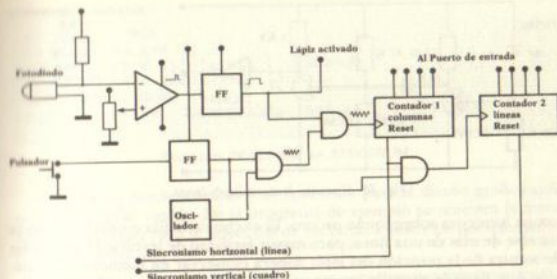 Lápiz activado
Al Puerto de entrada
Fotodiodo
FF
Contador 1
columnas
Reset
Contador 2
líneas
Reset
Pulsador
FF
Osci-
lador
Sincronismo horizontal (línea)
Sincronismo vertical (cuadro)